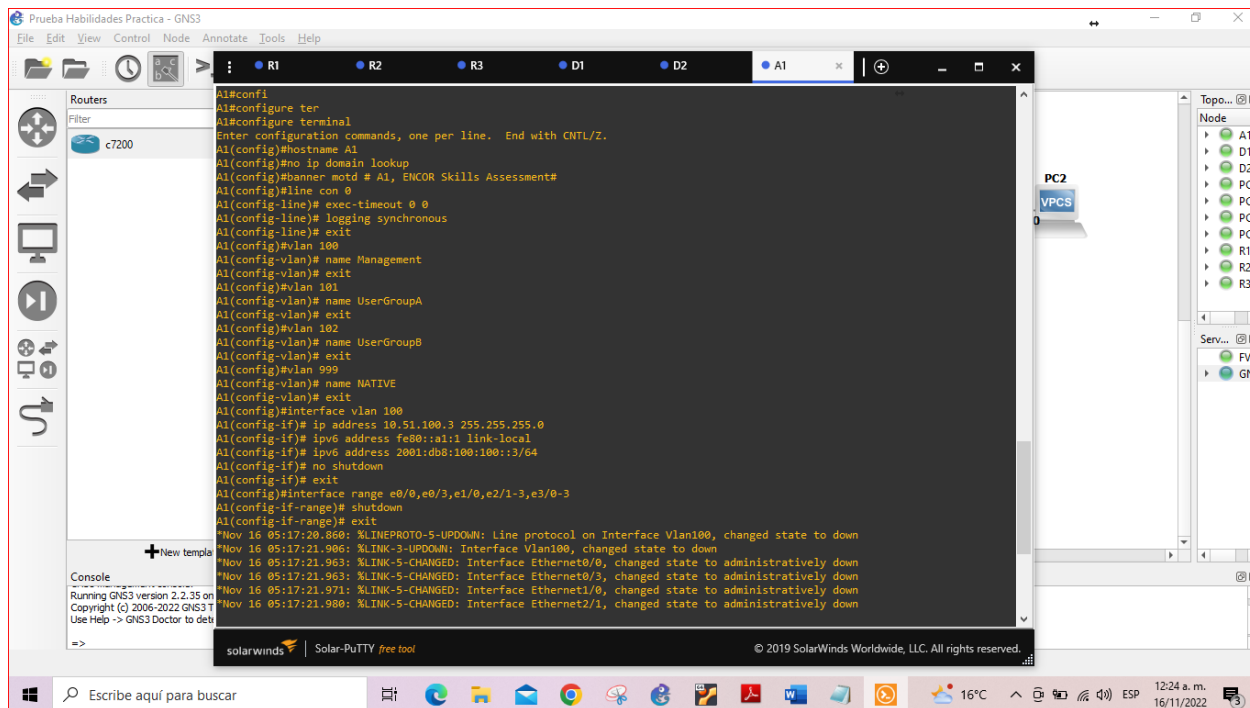 Prueba Habilidades Practica - GNS3
File Edit View Control Node Annotate Tools Help
R1 R2 R3 D1 D2 A1
Routers
Filter
c7200
A1#confi
A1#configure ter
A1#configure terminal
Enter configuration commands, one per line. End with CNTL/Z.
A1(config)#hostname A1
A1(config)#no ip domain lookup
A1(config)#banner motd # A1, ENCOR Skills Assessment#
A1(config)#line con 0
A1(config-line)# exec-timeout 0 0
A1(config-line)# logging synchronous
A1(config-line)# exit
A1(config)#vlan 100
A1(config-vlan)# name Management
A1(config-vlan)# exit
A1(config)#vlan 101
A1(config-vlan)# name UserGroupA
A1(config-vlan)# exit
A1(config)#vlan 102
A1(config-vlan)# name UserGroupB
A1(config-vlan)# exit
A1(config)#vlan 999
A1(config-vlan)# name NATIVE
A1(config-vlan)# exit
A1(config)#interface vlan 100
A1(config-if)# ip address 10.51.100.3 255.255.255.0
A1(config-if)# ipv6 address fe80::a1:1 link-local
A1(config-if)# ipv6 address 2001:db8:100:100::3/64
A1(config-if)# no shutdown
A1(config-if)# exit
A1(config)#interface range e0/0,e0/3,e1/0,e2/1-3,e3/0-3
A1(config-if-range)# shutdown
A1(config-if-range)# exit
*Nov 16 05:17:20.860: %LINEPROTO-5-UPDOWN: Line protocol on Interface Vlan100, changed state to down
*Nov 16 05:17:21.906: %LINK-3-UPDOWN: Interface Vlan100, changed state to down
*Nov 16 05:17:21.963: %LINK-5-CHANGED: Interface Ethernet0/0, changed state to administratively down
*Nov 16 05:17:21.963: %LINK-5-CHANGED: Interface Ethernet0/3, changed state to administratively down
*Nov 16 05:17:21.971: %LINK-5-CHANGED: Interface Ethernet1/0, changed state to administratively down
*Nov 16 05:17:21.980: %LINK-5-CHANGED: Interface Ethernet2/1, changed state to administratively down
solarwinds Solar-PuTTY free tool © 2019 SolarWinds Worldwide, LLC. All rights reserved.
PC2
VPCS
Topo...
Node
A1
D1
D2
PC
PC
PC
PC
R1
R2
R3
Serv...
New templa
Console
Running GNS3 version 2.2.35 on
Copyright (c) 2006-2022 GNS3 T
Use Help -> GNS3 Doctor to dete
=>
Escribe aquí para buscar
16°C
ESP
12:24 a. m.
16/11/2022
3